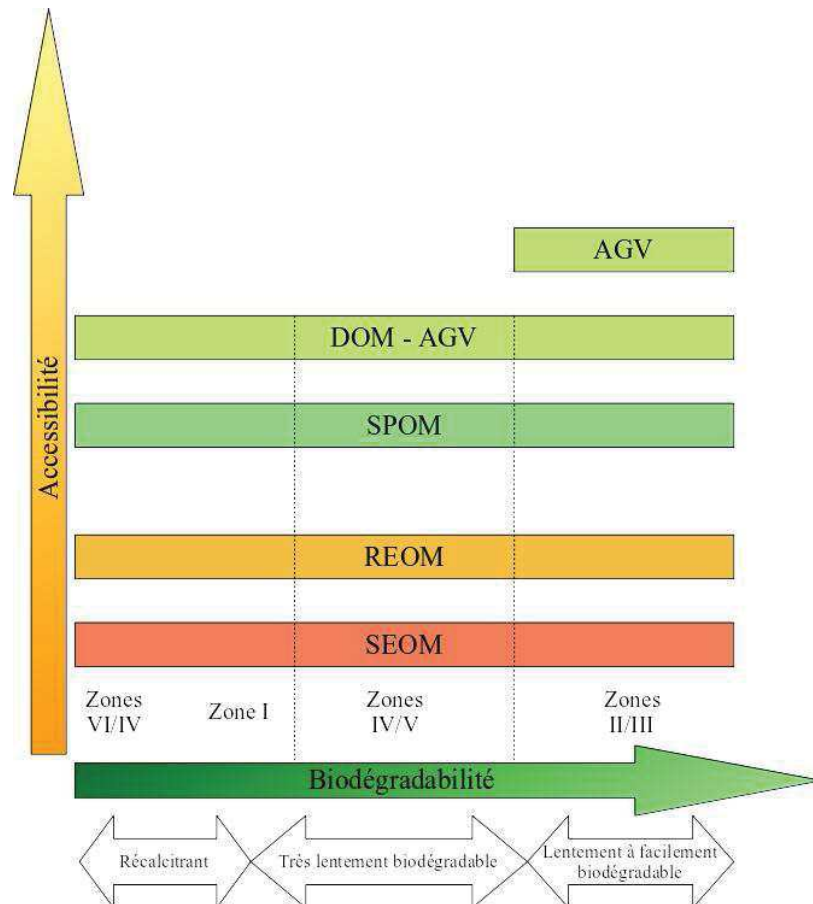 AGV
DOM - AGV
SPOM
REOM
SEOM
Accessibilité
Zones
VI/IV
Zone I
Zones
IV/V
Zones
II/III
Biodégradabilité
Récalcitrant
Très lentement biodégradable
Lentement à facilement
biodégradable